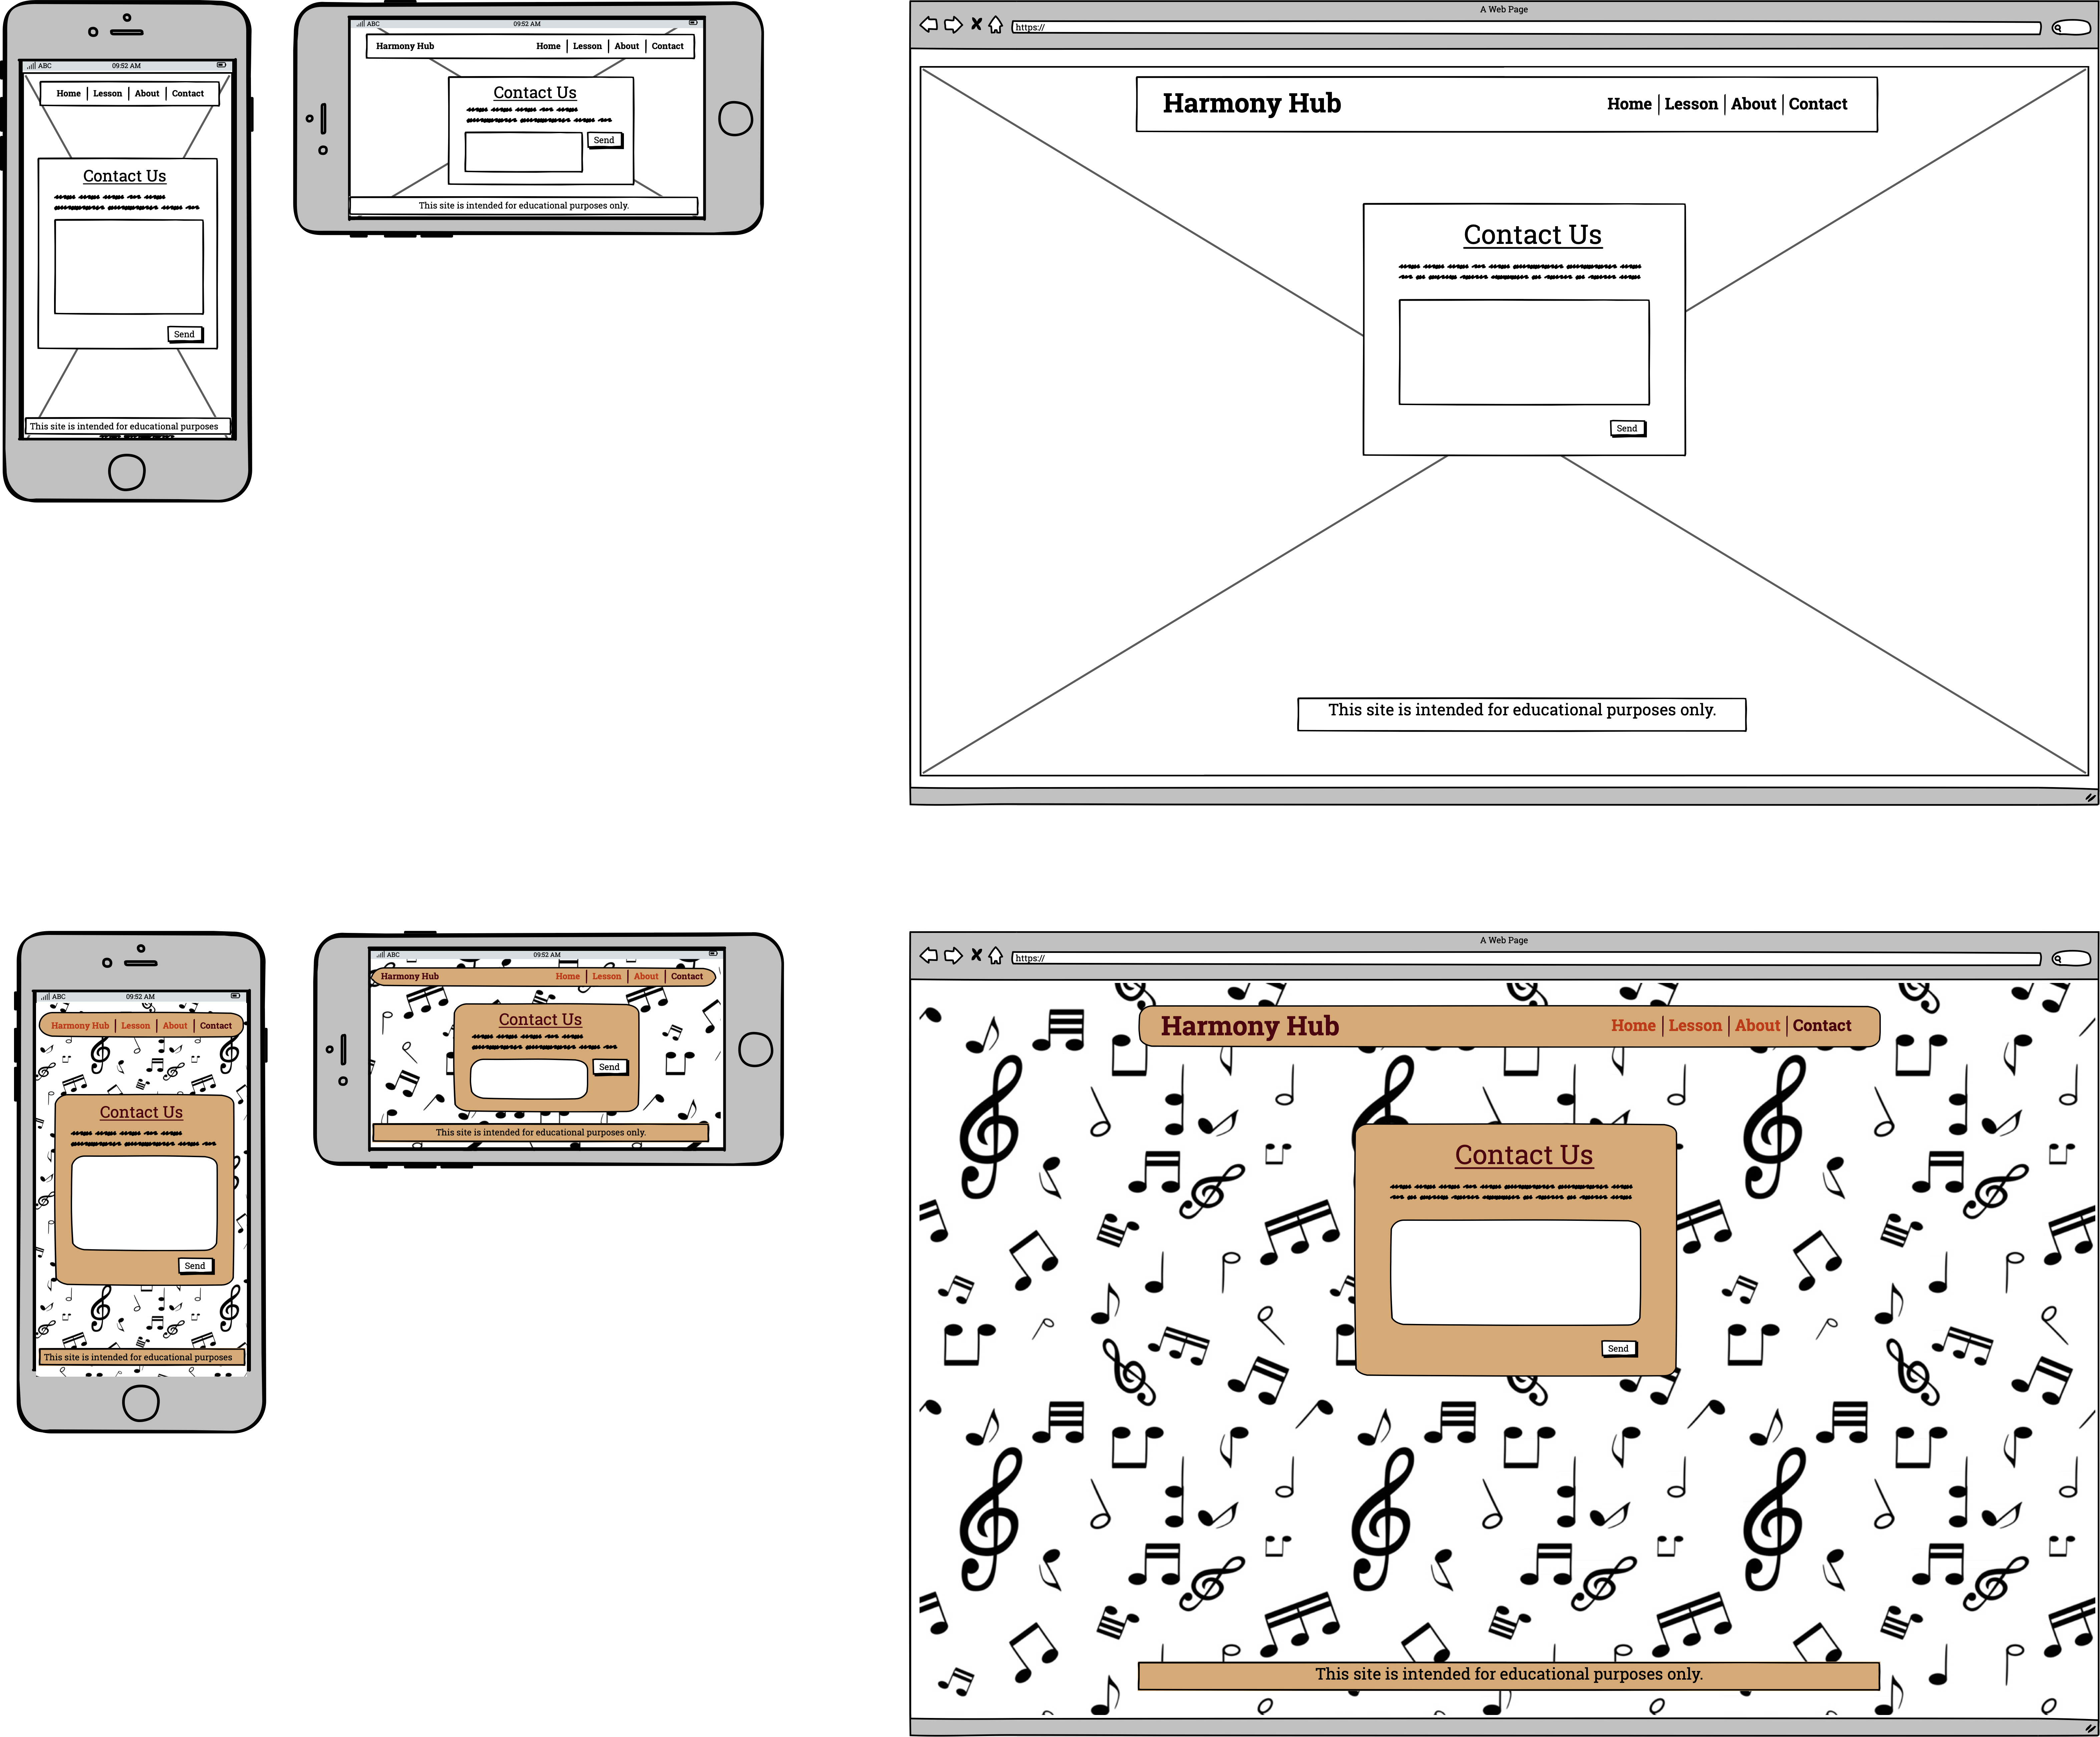 ABC 09:52 AM
Home | Lesson | About | Contact
Contact Us
Send
This site is intended for educational purposes
ABC 09:52 AM
Harmony Hub Home | Lesson | About | Contact
Contact Us
Send
This site is intended for educational purposes only.
A Web Page
https://
Harmony Hub Home | Lesson | About | Contact
Contact Us
Send
This site is intended for educational purposes only.
ABC 09:52 AM
Harmony Hub | Lesson | About | Contact
Contact Us
Send
This site is intended for educational purposes
ABC 09:52 AM
Harmony Hub Home | Lesson | About | Contact
Contact Us
Send
This site is intended for educational purposes only.
A Web Page
https://
Harmony Hub Home | Lesson | About | Contact
Contact Us
Send
This site is intended for educational purposes only.